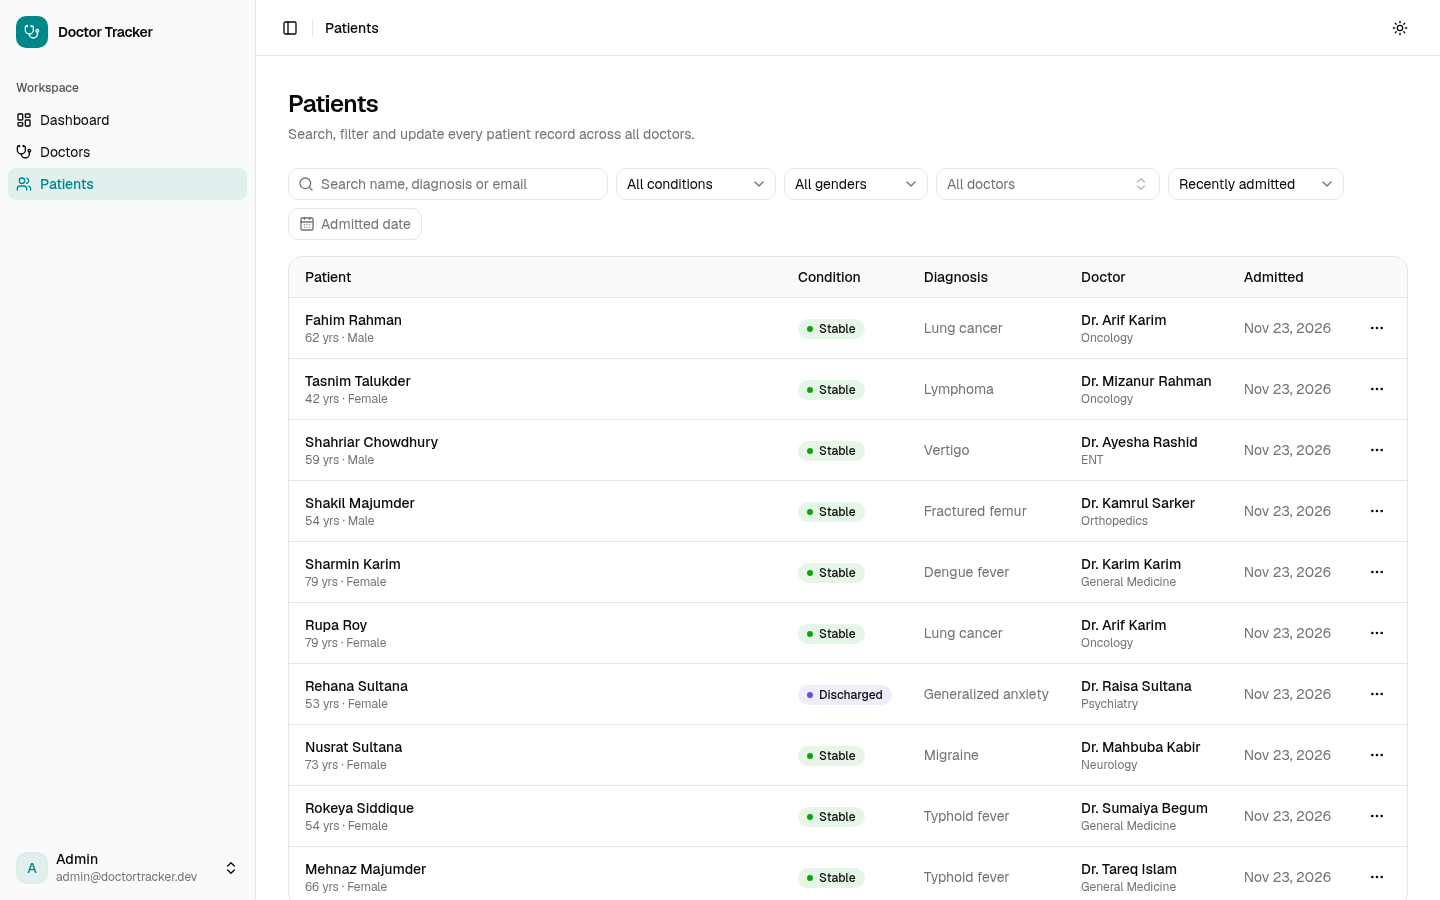 Doctor Tracker
Workspace
Dashboard
Doctors
Patients
A
Admin
admin@doctortracker.dev
Patients
Patients
Search, filter and update every patient record across all doctors.
Search name, diagnosis or email
All conditions
All genders
All doctors
Recently admitted
Admitted date
Patient Condition Diagnosis Doctor Admitted
Fahim Rahman
62 yrs · Male
Stable
Lung cancer
Dr. Arif Karim
Oncology
Nov 23, 2026
Tasnim Talukder
42 yrs · Female
Stable
Lymphoma
Dr. Mizanur Rahman
Oncology
Nov 23, 2026
Shahriar Chowdhury
59 yrs · Male
Stable
Vertigo
Dr. Ayesha Rashid
ENT
Nov 23, 2026
Shakil Majumder
54 yrs · Male
Stable
Fractured femur
Dr. Kamrul Sarker
Orthopedics
Nov 23, 2026
Sharmin Karim
79 yrs · Female
Stable
Dengue fever
Dr. Karim Karim
General Medicine
Nov 23, 2026
Rupa Roy
79 yrs · Female
Stable
Lung cancer
Dr. Arif Karim
Oncology
Nov 23, 2026
Rehana Sultana
53 yrs · Female
Discharged
Generalized anxiety
Dr. Raisa Sultana
Psychiatry
Nov 23, 2026
Nusrat Sultana
73 yrs · Female
Stable
Migraine
Dr. Mahbuba Kabir
Neurology
Nov 23, 2026
Rokeya Siddique
54 yrs · Female
Stable
Typhoid fever
Dr. Sumaiya Begum
General Medicine
Nov 23, 2026
Mehnaz Majumder
66 yrs · Female
Stable
Typhoid fever
Dr. Tareq Islam
General Medicine
Nov 23, 2026